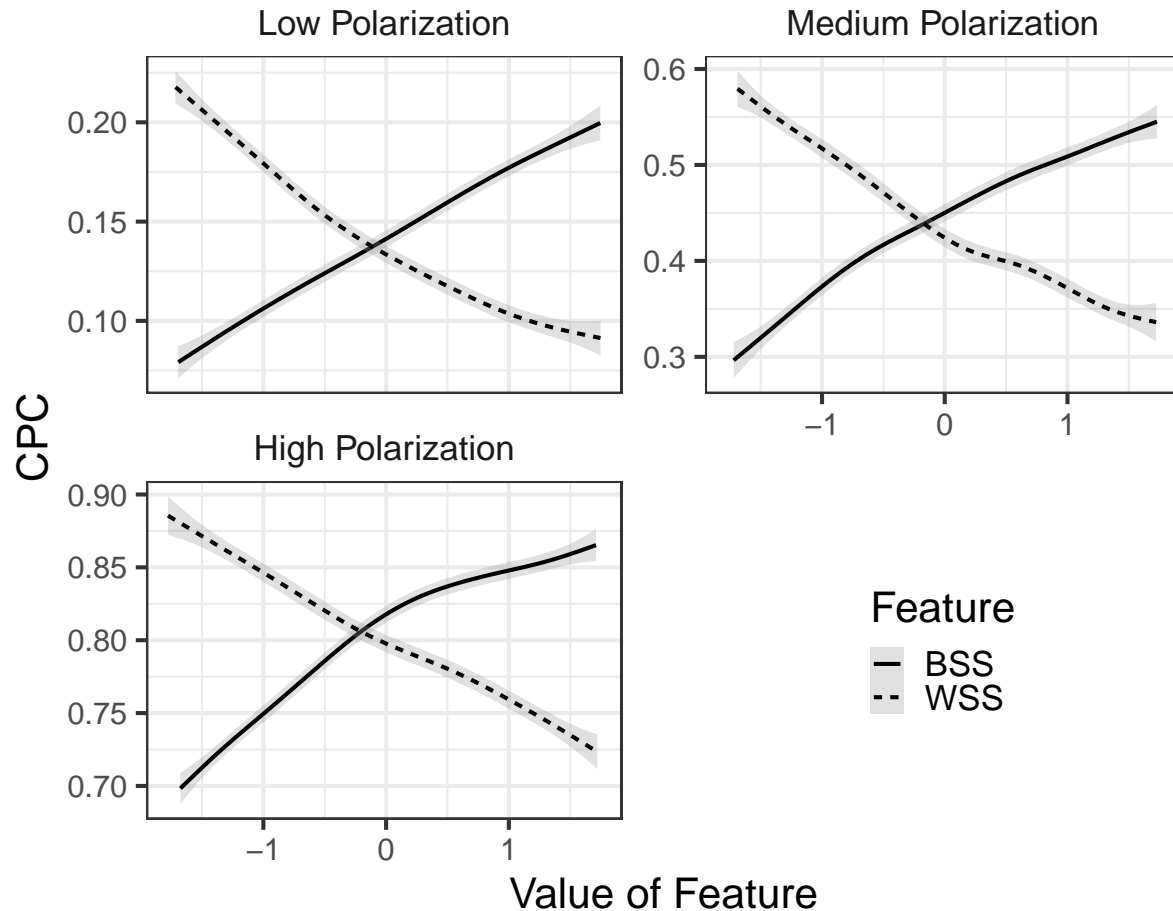 Low Polarization
Medium Polarization
0.20
0.15
0.10
0.6
0.5
0.4
0.3
−1 0 1
CPC
High Polarization
0.90
0.85
0.80
0.75
0.70
−1 0 1
Feature
BSS
WSS
Value of Feature